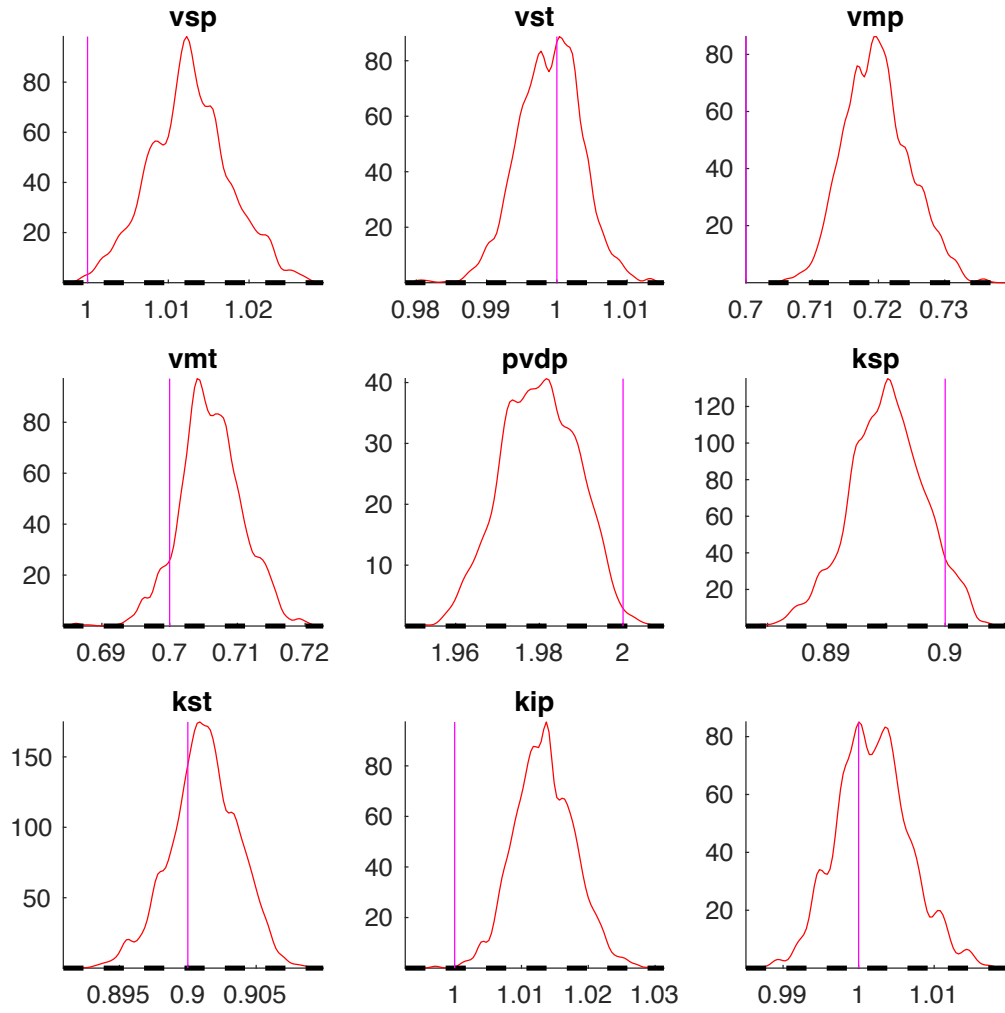 vsp vst vmp
80 60 40 20
1 1.01 1.02
80 60 40 20
0.98 0.99 1 1.01
80 60 40 20
0.7 0.71 0.72 0.73
vmt pvdp ksp
80 60 40 20
0.69 0.7 0.71 0.72
40 30 20 10
1.96 1.98 2
120 100 80 60 40 20
0.89 0.9
kst kip
150 100 50
0.895 0.9 0.905
80 60 40 20
1 1.01 1.02 1.03
80 60 40 20
0.99 1 1.01